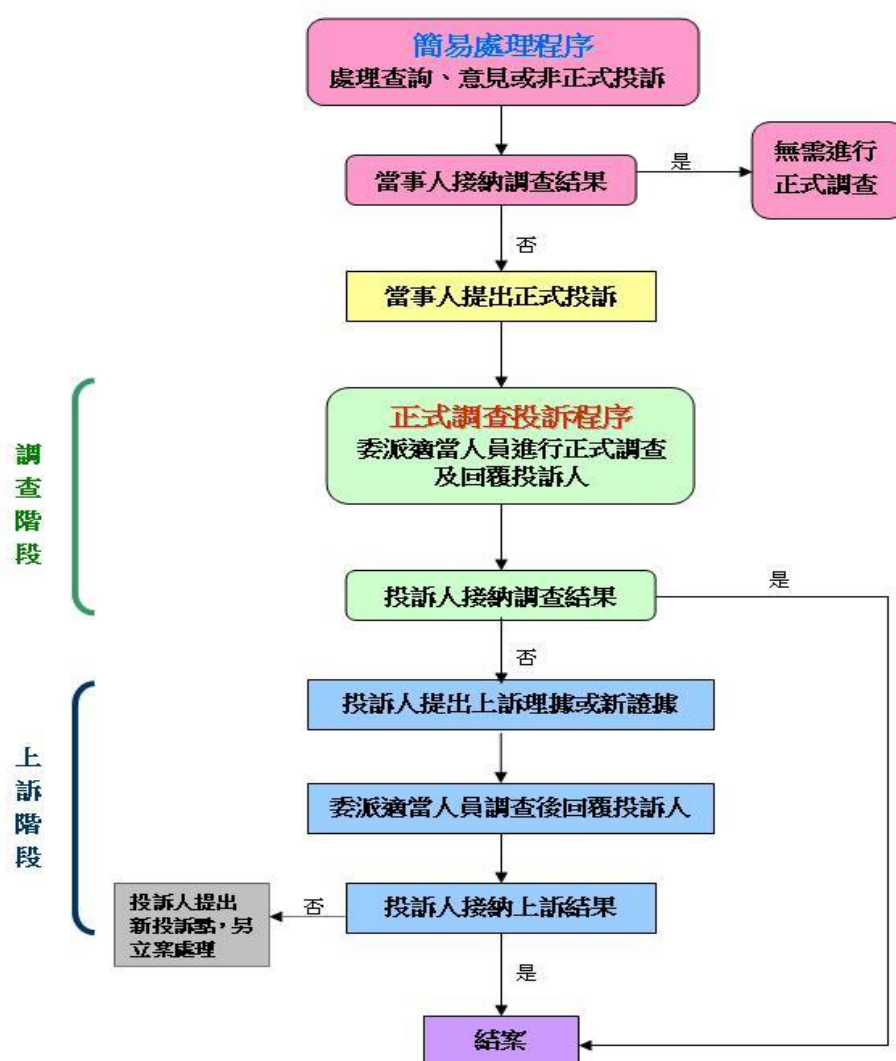 簡易處理程序
處理查詢、意見或非正式投訴
當事人接納調查結果
是
無需進行
正式調查
否
當事人提出正式投訴
調查階段
正式調查投訴程序
委派適當人員進行正式調查
及回覆投訴人
投訴人接納調查結果
是
否
上訴階段
投訴人提出上訴理據或新證據
委派適當人員調查後回覆投訴人
投訴人接納上訴結果
否
投訴人提出
新投訴點，另
立案處理
是
結案